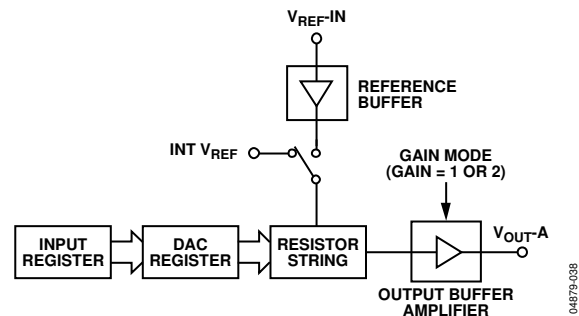 VREF-IN
REFERENCE
BUFFER
INT VREF
GAIN MODE
(GAIN = 1 OR 2)
INPUT
REGISTER
DAC
REGISTER
RESISTOR
STRING
VOUT-A
OUTPUT BUFFER
AMPLIFIER
04879-038